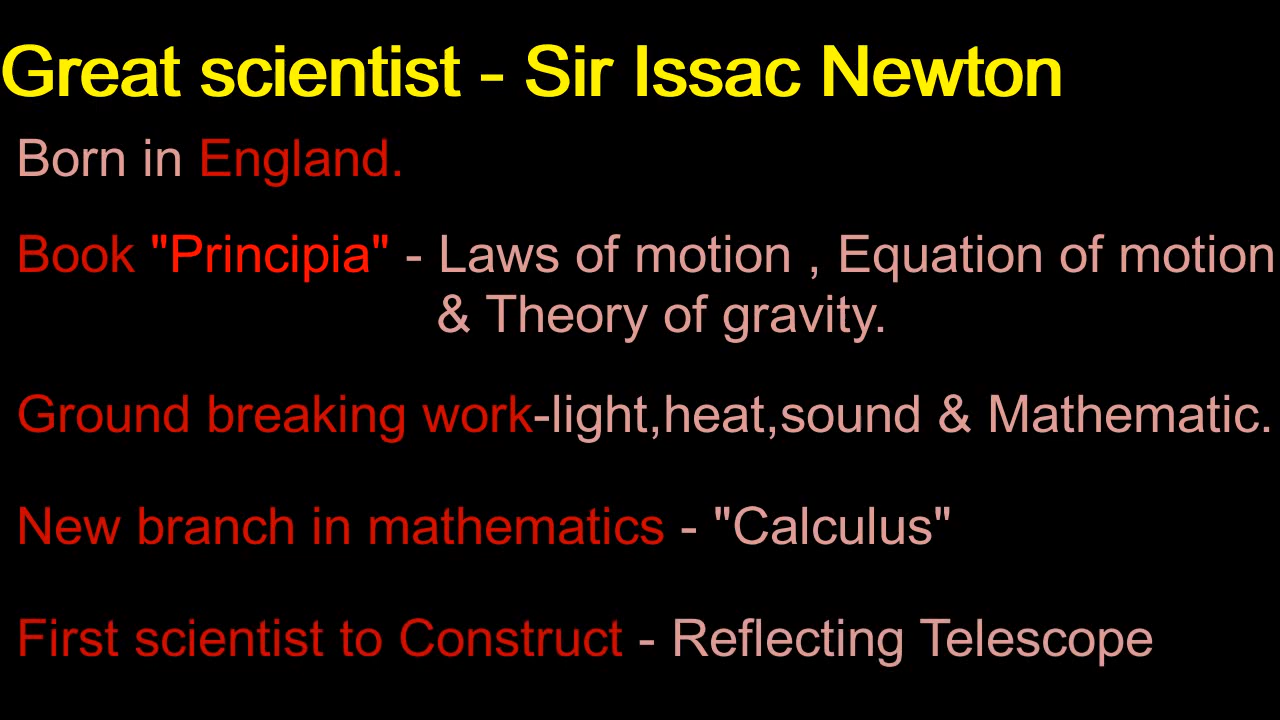 Great scientist - Sir Issac Newton
Born in England.
Book "Principia" - Laws of motion , Equation of motion
& Theory of gravity.
Ground breaking work-light,heat,sound & Mathematic.
New branch in mathematics - "Calculus"
First scientist to Construct - Reflecting Telescope